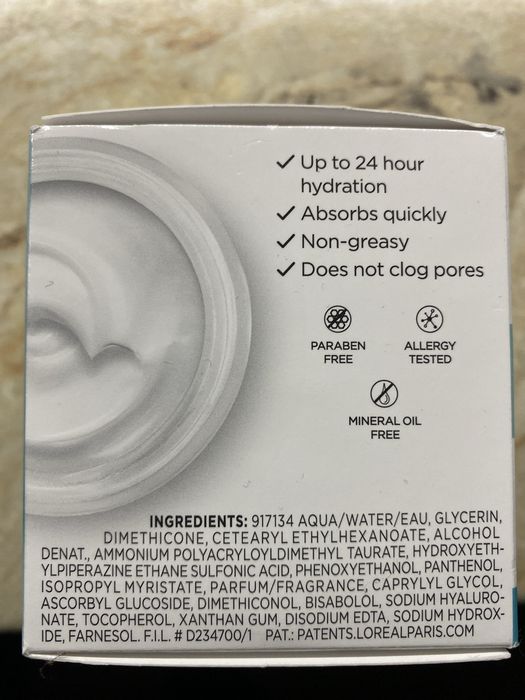 Up to 24 hour
hydration
Absorbs quickly
Non-greasy
Does not clog pores
PARABEN
FREE
ALLERGY
TESTED
MINERAL OIL
FREE
INGREDIENTS: 917134 AQUA/WATER/EAU, GLYCERIN,
DIMETHICONE, CETEARYL ETHYLHEXANOATE, ALCOHOL
DENAT., AMMONIUM POLYACRYLOYLDIMETHYL TAURATE, HYDROXYETH-
YLPIPERAZINE ETHANE SULFONIC ACID, PHENOXYETHANOL, PANTHENOL,
ISOPROPYL MYRISTATE, PARFUM/FRAGRANCE, CAPRYLYL GLYCOL,
ASCORBYL GLUCOSIDE, DIMETHICONOL, BISABOLOL, SODIUM HYALURO-
NATE, TOCOPHEROL, XANTHAN GUM, DISODIUM EDTA, SODIUM HYDROX-
IDE, FARNESOL. F.I.L. # D234700/1 PAT.: PATENTS.LOREALPARIS.COM